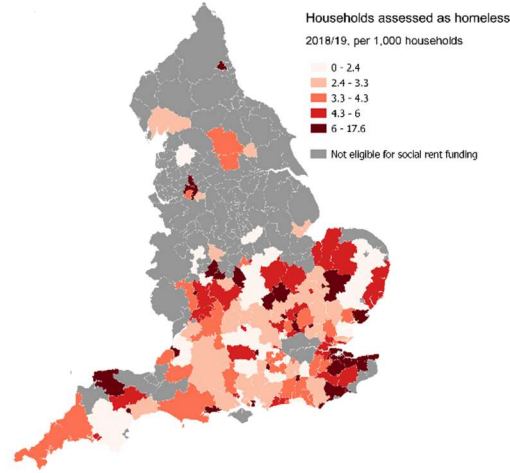 Households assessed as homeless
2018/19, per 1,000 households
0 - 2.4
2.4 - 3.3
3.3 - 4.3
4.3 - 6
6 - 17.6
Not eligible for social rent funding